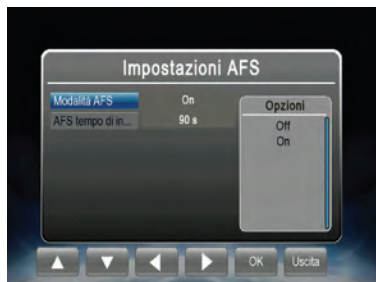 Impostazioni AFS
Modalità AFS On
AFS tempo di in... 90 s
Opzioni
Off
On
OK Uscita